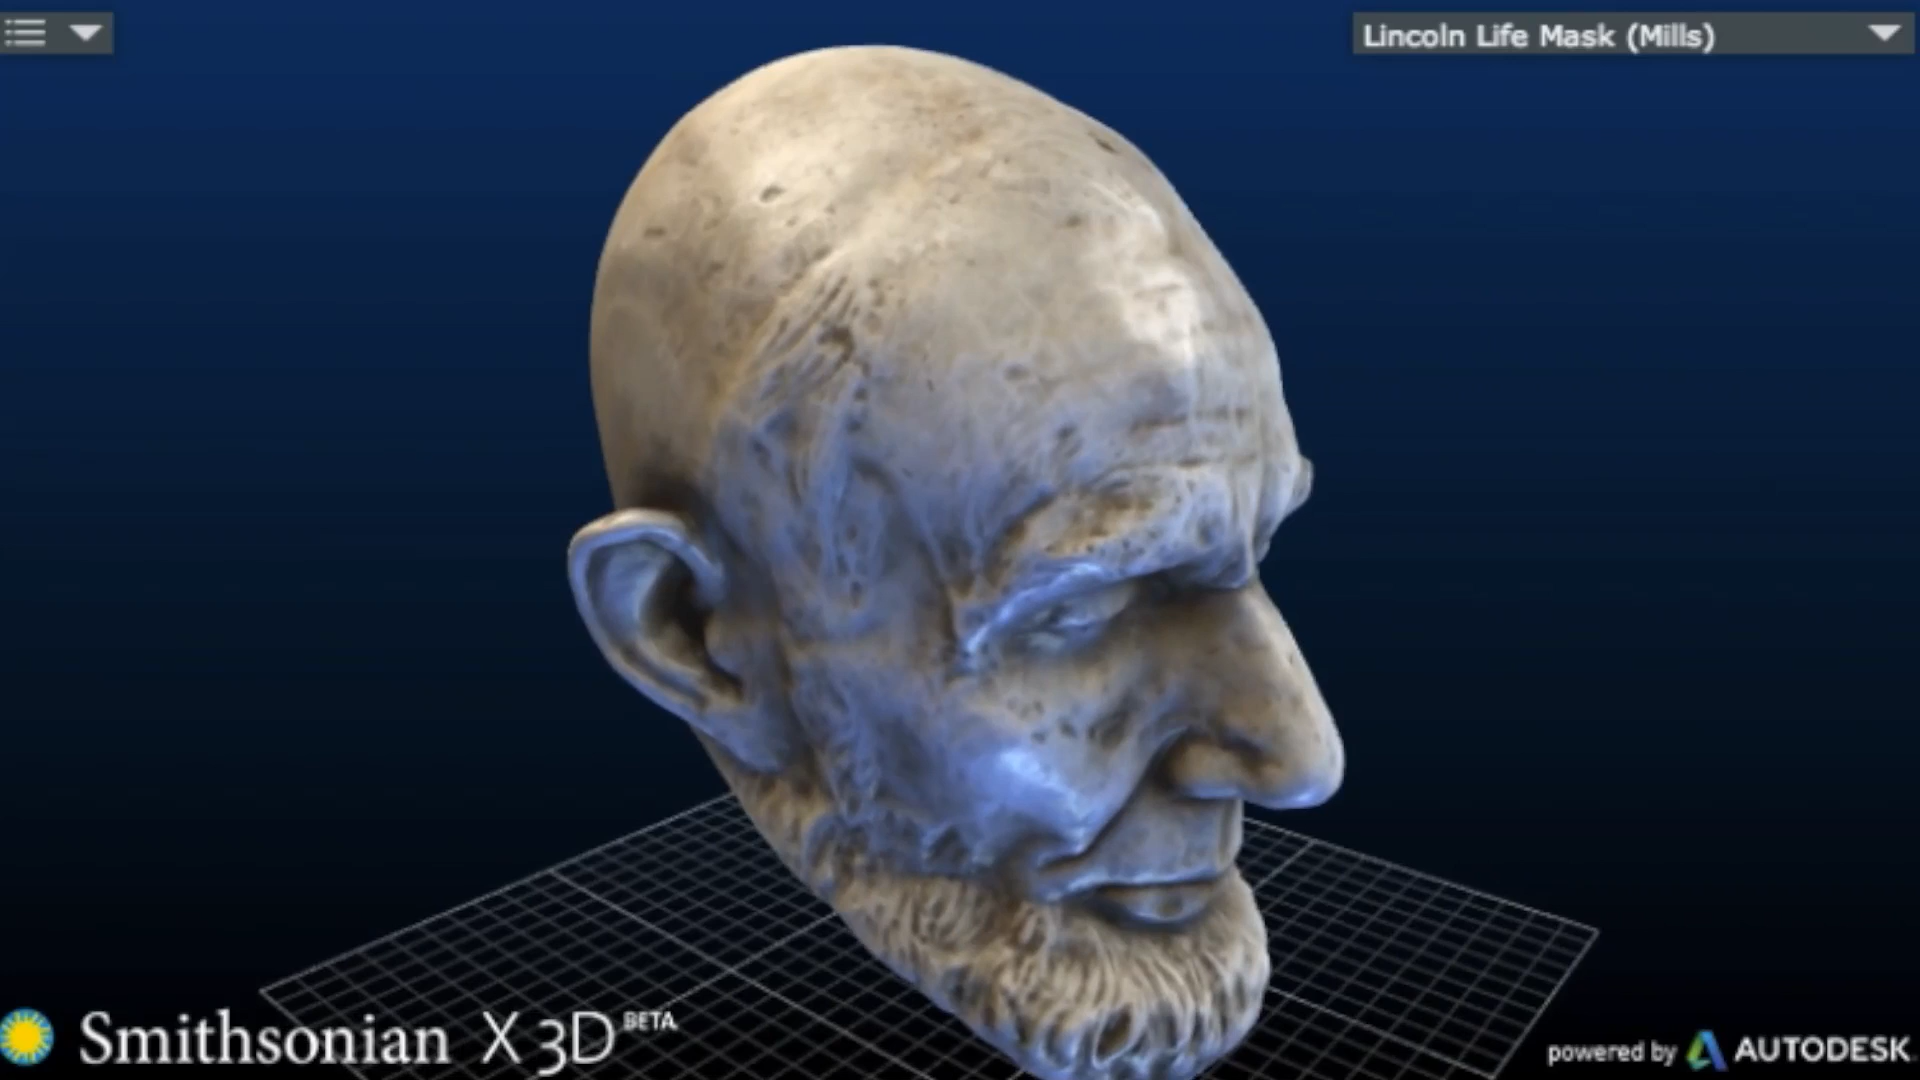 Lincoln Life Mask (Mills)
Smithsonian X 3D BETA
powered by AUTODESK